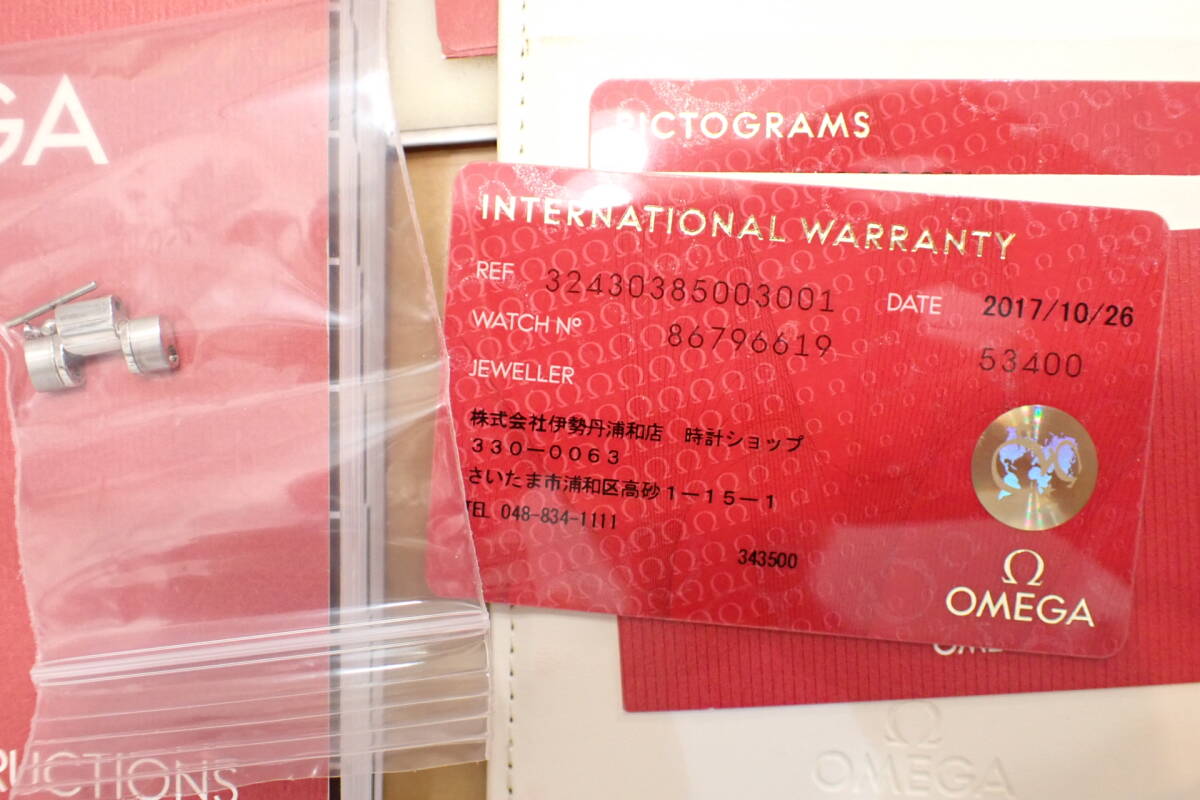 GA
RUCTIONS
PICTOGRAMS
INTERNATIONAL WARRANTY
REF 32430385003001 DATE 2017/10/26
WATCH Nº 86796619 53400
JEWELLER
株式会社伊勢丹浦和店 時計ショップ
330-0063
さいたま市浦和区高砂1-15-1
TEL 048-834-1111
343500
Ω
OMEGA
OME
Ω
OMEGA